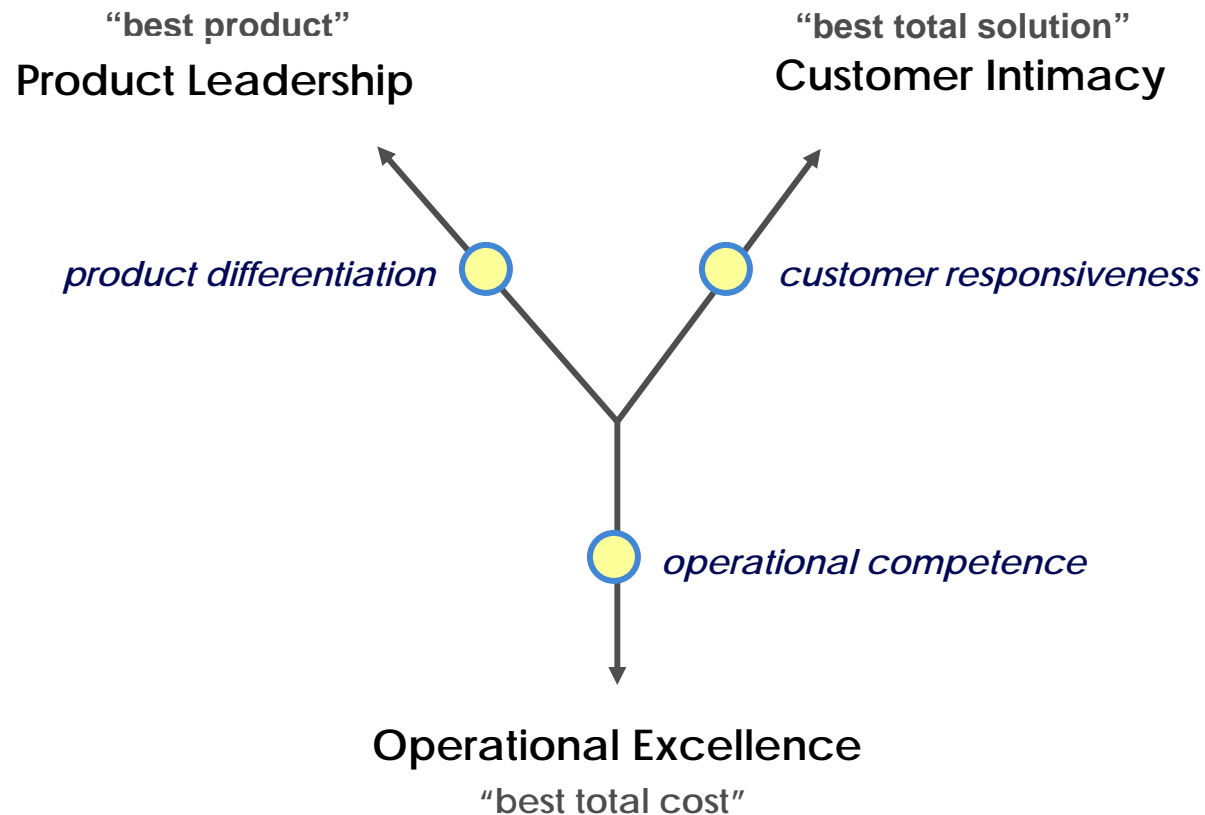 “best product”
Product Leadership
“best total solution”
Customer Intimacy
product differentiation
customer responsiveness
operational competence
Operational Excellence
“best total cost”